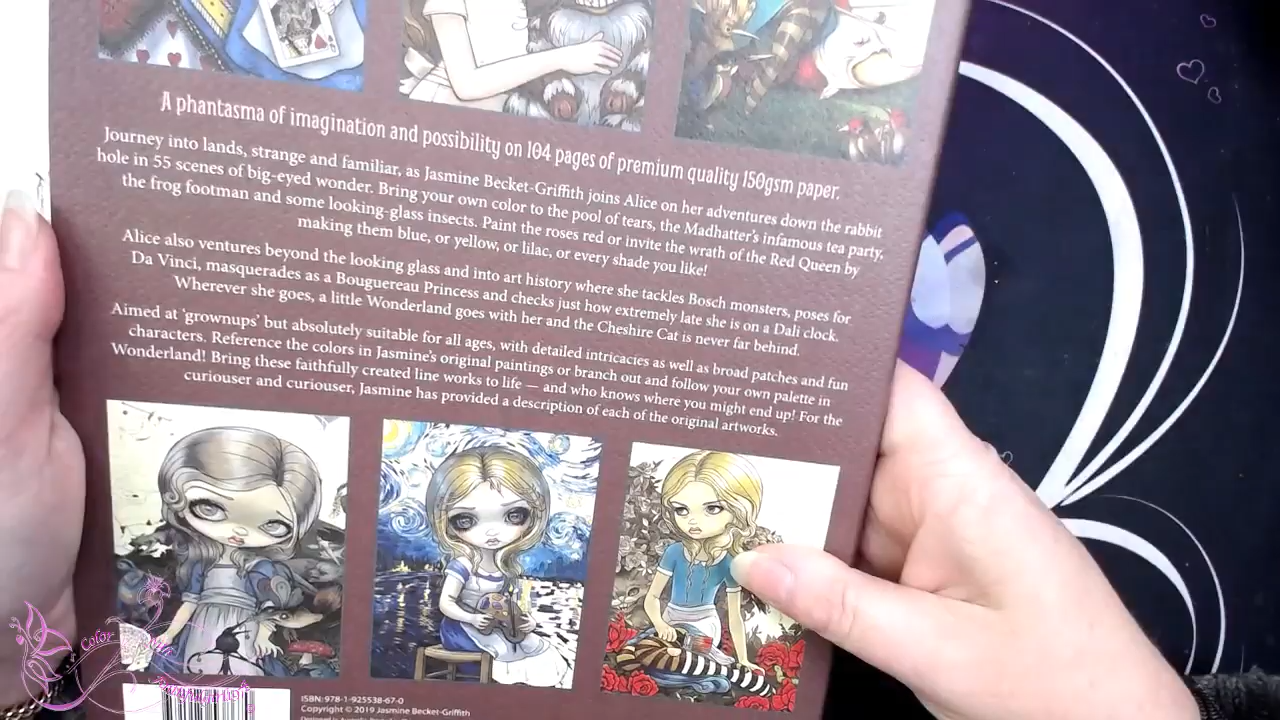 A phantasma of imagination and possibility on 104 pages of premium quality 150gsm paper.
Journey into lands, strange and familiar, as Jasmine Becket-Griffith joins Alice on her adventures down the rabbit
hole in 55 scenes of big-eyed wonder. Bring your own color to the pool of tears, the Madhatter's infamous tea party,
the frog footman and some looking-glass insects. Paint the roses red or invite the wrath of the Red Queen by
making them blue, or yellow, or lilac, or every shade you like!
Alice also ventures beyond the looking glass and into art history where she tackles Bosch monsters, poses for
Da Vinci, masquerades as a Bouguereau Princess and checks just how extremely late she is on a Dali clock.
Wherever she goes, a little Wonderland goes with her and the Cheshire Cat is never far behind.
Aimed at 'grownups' but absolutely suitable for all ages, with detailed intricacies as well as broad patches and fun
characters. Reference the colors in Jasmine's original paintings or branch out and follow your own palette in
Wonderland! Bring these faithfully created line works to life — and who knows where you might end up! For the
curiouser and curiouser, Jasmine has provided a description of each of the original artworks.
Color
ISBN: 978-1-925538-67-0
Copyright © 2019 Jasmine Becket-Griffith